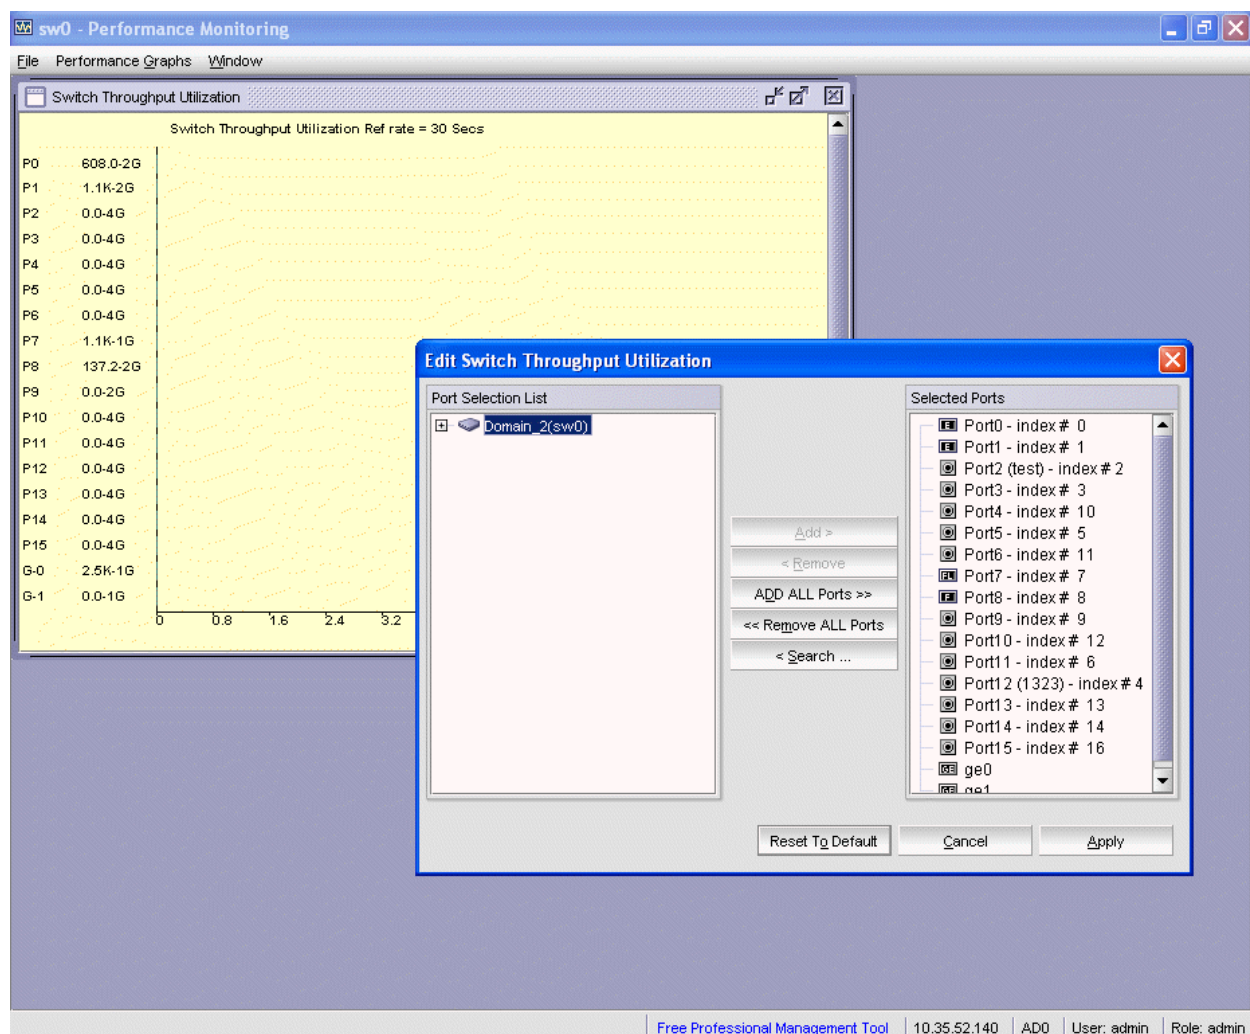 sw0 - Performance Monitoring
File Performance Graphs Window
Switch Throughput Utilization
Switch Throughput Utilization Ref rate = 30 Secs
P0 608.0-2G
P1 1.1K-2G
P2 0.0-4G
P3 0.0-4G
P4 0.0-4G
P5 0.0-4G
P6 0.0-4G
P7 1.1K-1G
P8 137.2-2G
P9 0.0-2G
P10 0.0-4G
P11 0.0-4G
P12 0.0-4G
P13 0.0-4G
P14 0.0-4G
P15 0.0-4G
G-0 2.5K-1G
G-1 0.0-1G
0 0.8 1.6 2.4 3.2
Edit Switch Throughput Utilization
Port Selection List
Domain_2(sw0)
Add >
< Remove
ADD ALL Ports >>
<< Remove ALL Ports
< Search ...
Selected Ports
Port0 - index # 0
Port1 - index # 1
Port2 (test) - index # 2
Port3 - index # 3
Port4 - index # 10
Port5 - index # 5
Port6 - index # 11
Port7 - index # 7
Port8 - index # 8
Port9 - index # 9
Port10 - index # 12
Port11 - index # 6
Port12 (1323) - index # 4
Port13 - index # 13
Port14 - index # 14
Port15 - index # 16
ge0
ge1
Reset To Default Cancel Apply
Free Professional Management Tool 10.35.52.140 AD0 User: admin Role: admin